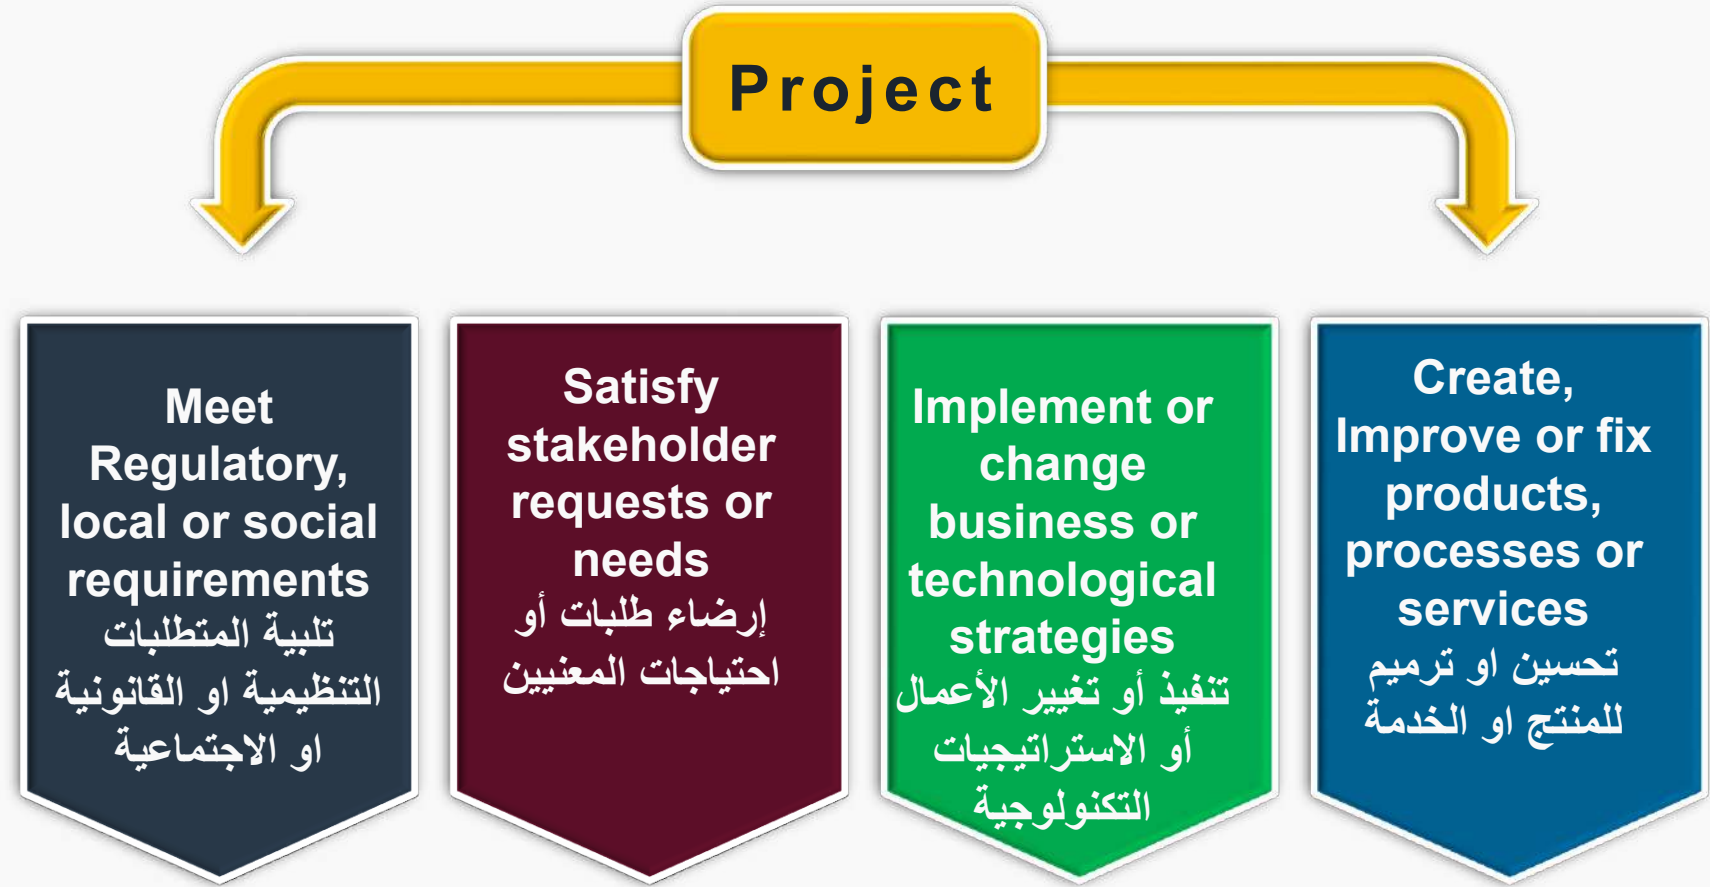 Project
Meet
Regulatory,
local or social
requirements
تلبية المتطلبات
التنظيمية او القانونية
او الاجتماعية
Satisfy
stakeholder
requests or
needs
إرضاء طلبات أو
احتياجات المعنيين
Implement or
change
business or
technological
strategies
تنفيذ أو تغيير الأعمال
أو الاستراتيجيات
التكنولوجية
Create,
Improve or fix
products,
processes or
services
تحسين او ترميم
للمنتج او الخدمة